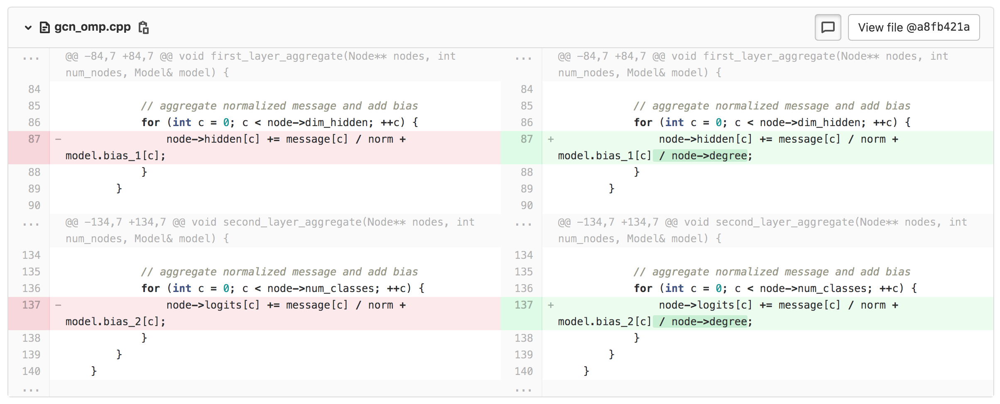 gcn_omp.cpp
View file @a8fb421a
... @@ -84,7 +84,7 @@ void first_layer_aggregate(Node** nodes, int
num_nodes, Model& model) {
84
85 // aggregate normalized message and add bias
86 for (int c = 0; c < node->dim_hidden; ++c) {
87 - node->hidden[c] += message[c] / norm +
model.bias_1[c];
88 }
89 }
90
... @@ -134,7 +134,7 @@ void second_layer_aggregate(Node** nodes, int
num_nodes, Model& model) {
134
135 // aggregate normalized message and add bias
136 for (int c = 0; c < node->num_classes; ++c) {
137 - node->logits[c] += message[c] / norm +
model.bias_2[c];
138 }
139 }
140 }
...
... @@ -84,7 +84,7 @@ void first_layer_aggregate(Node** nodes, int
num_nodes, Model& model) {
84
85 // aggregate normalized message and add bias
86 for (int c = 0; c < node->dim_hidden; ++c) {
87 + node->hidden[c] += message[c] / norm +
model.bias_1[c] / node->degree;
88 }
89 }
90
... @@ -134,7 +134,7 @@ void second_layer_aggregate(Node** nodes, int
num_nodes, Model& model) {
134
135 // aggregate normalized message and add bias
136 for (int c = 0; c < node->num_classes; ++c) {
137 + node->logits[c] += message[c] / norm +
model.bias_2[c] / node->degree;
138 }
139 }
140 }
...